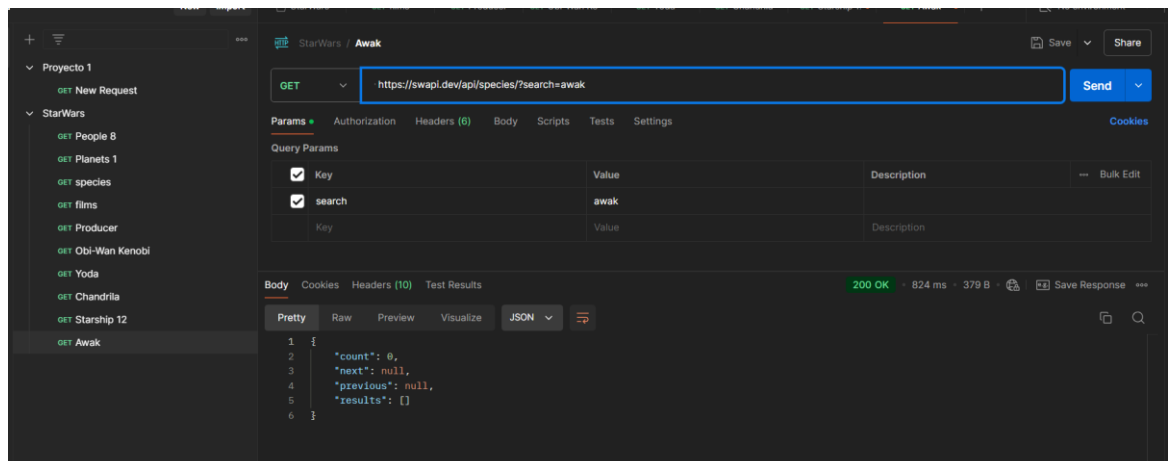 StarWars / Awak
Save
Share
Proyecto 1
GET New Request
StarWars
GET People 8
GET Planets 1
GET species
GET films
GET Producer
GET Obi-Wan Kenobi
GET Yoda
GET Chandrila
GET Starship 12
GET Awak
GET
https://swapi.dev/api/species/?search=awak
Send
Params Authorization Headers (6) Body Scripts Tests Settings
Cookies
Query Params
Key Value Description Bulk Edit
search awak
Key Value Description
Body Cookies Headers (10) Test Results
200 OK 824 ms 379 B
Save Response
Pretty Raw Preview Visualize JSON
1 {
2 "count": 0,
3 "next": null,
4 "previous": null,
5 "results": []
6 }